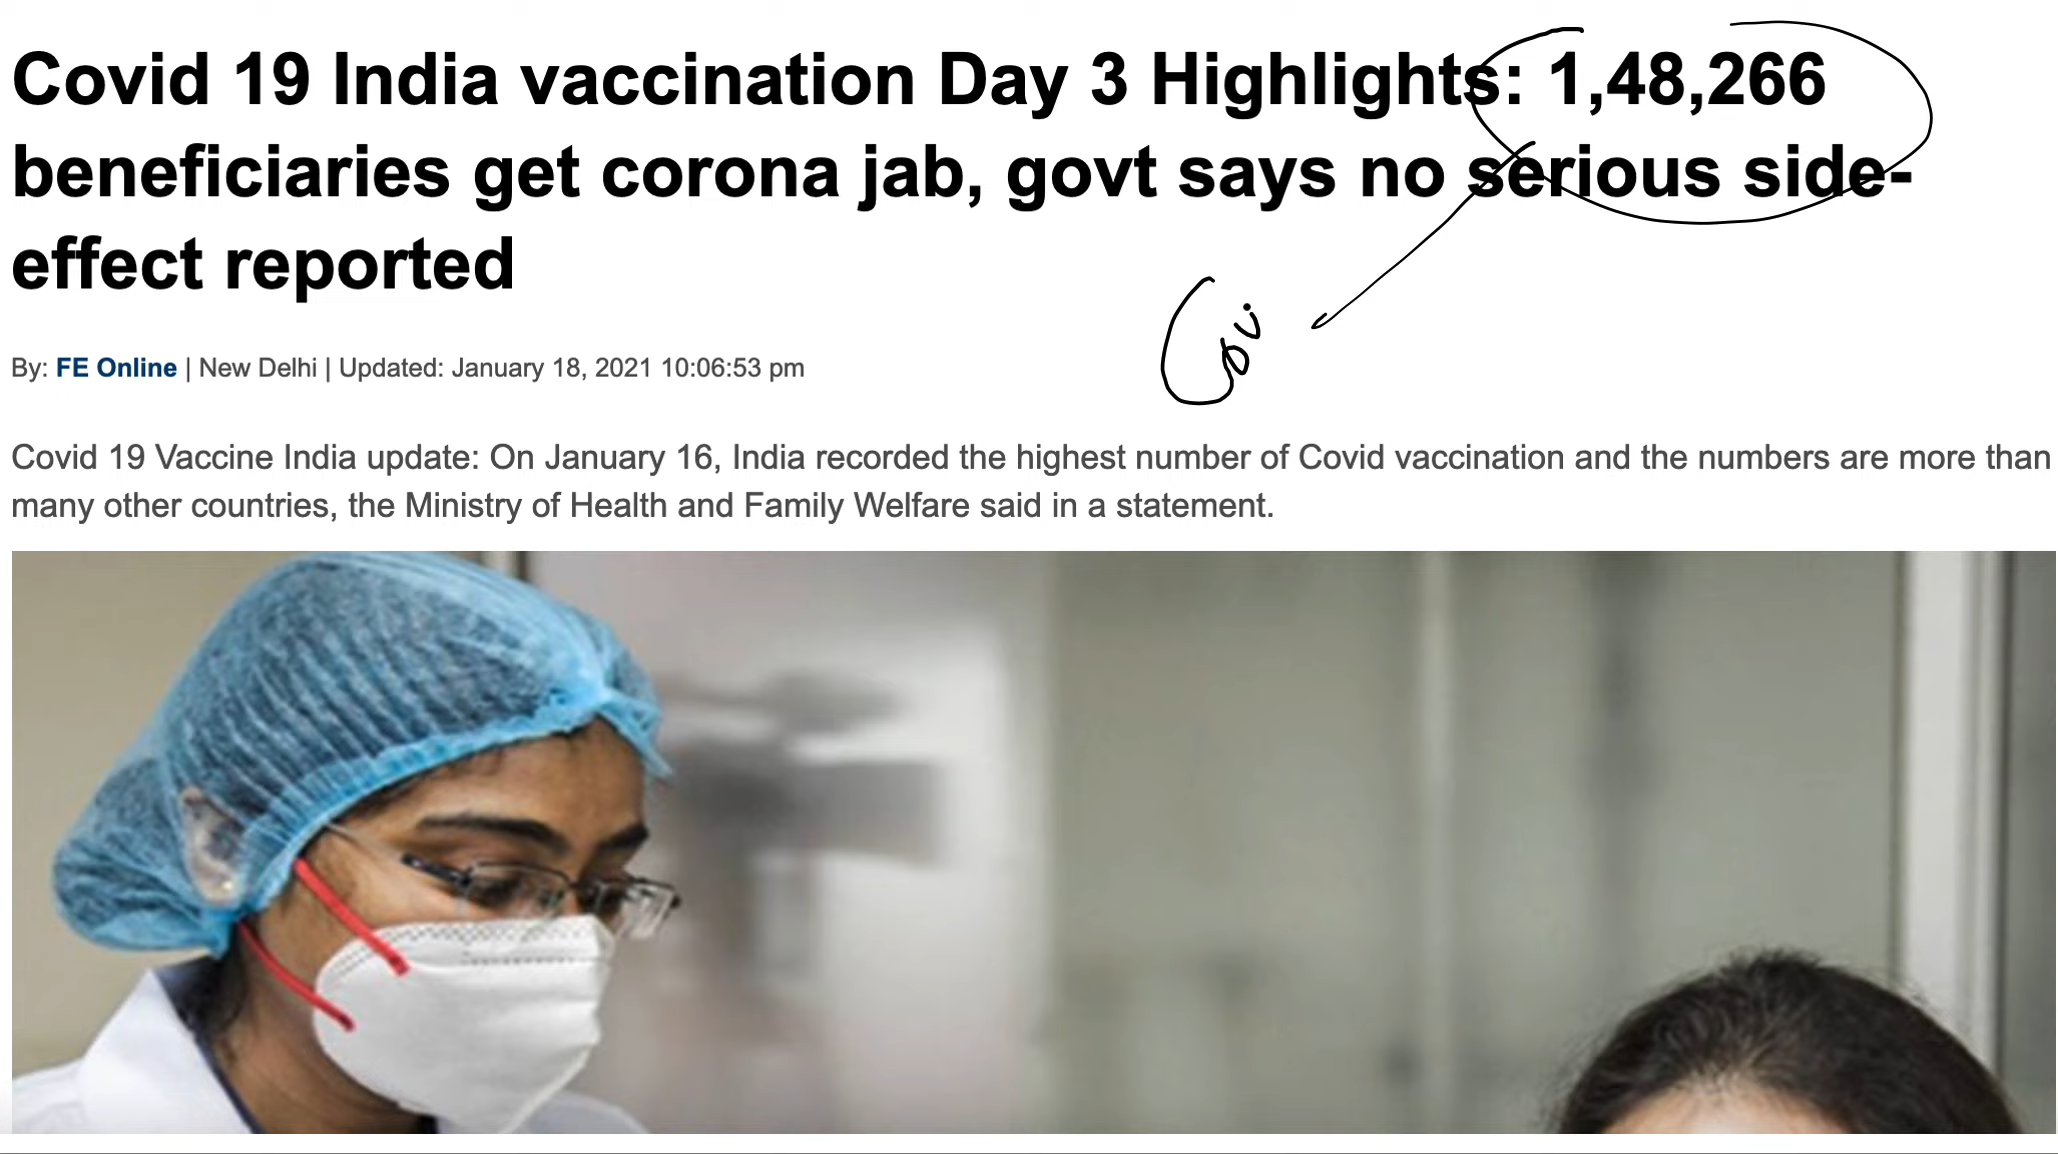 Covid 19 India vaccination Day 3 Highlights: 1,48,266
beneficiaries get corona jab, govt says no serious side-
effect reported
By: FE Online | New Delhi | Updated: January 18, 2021 10:06:53 pm
Covid 19 Vaccine India update: On January 16, India recorded the highest number of Covid vaccination and the numbers are more than
many other countries, the Ministry of Health and Family Welfare said in a statement.